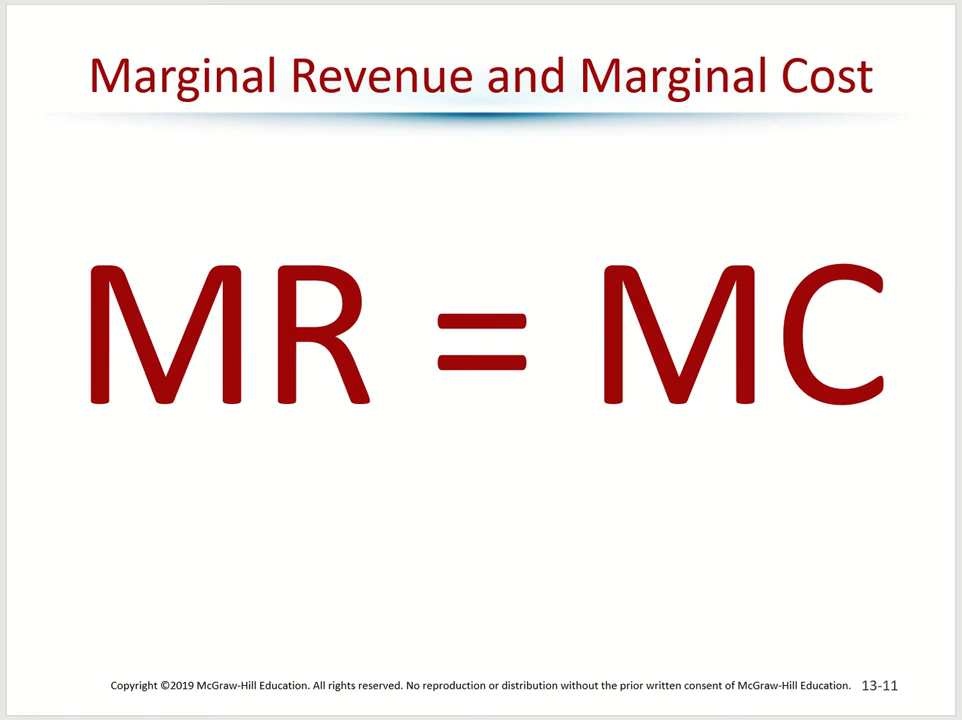 Marginal Revenue and Marginal Cost
MR = MC
Copyright ©2019 McGraw-Hill Education. All rights reserved. No reproduction or distribution without the prior written consent of McGraw-Hill Education. 13-11